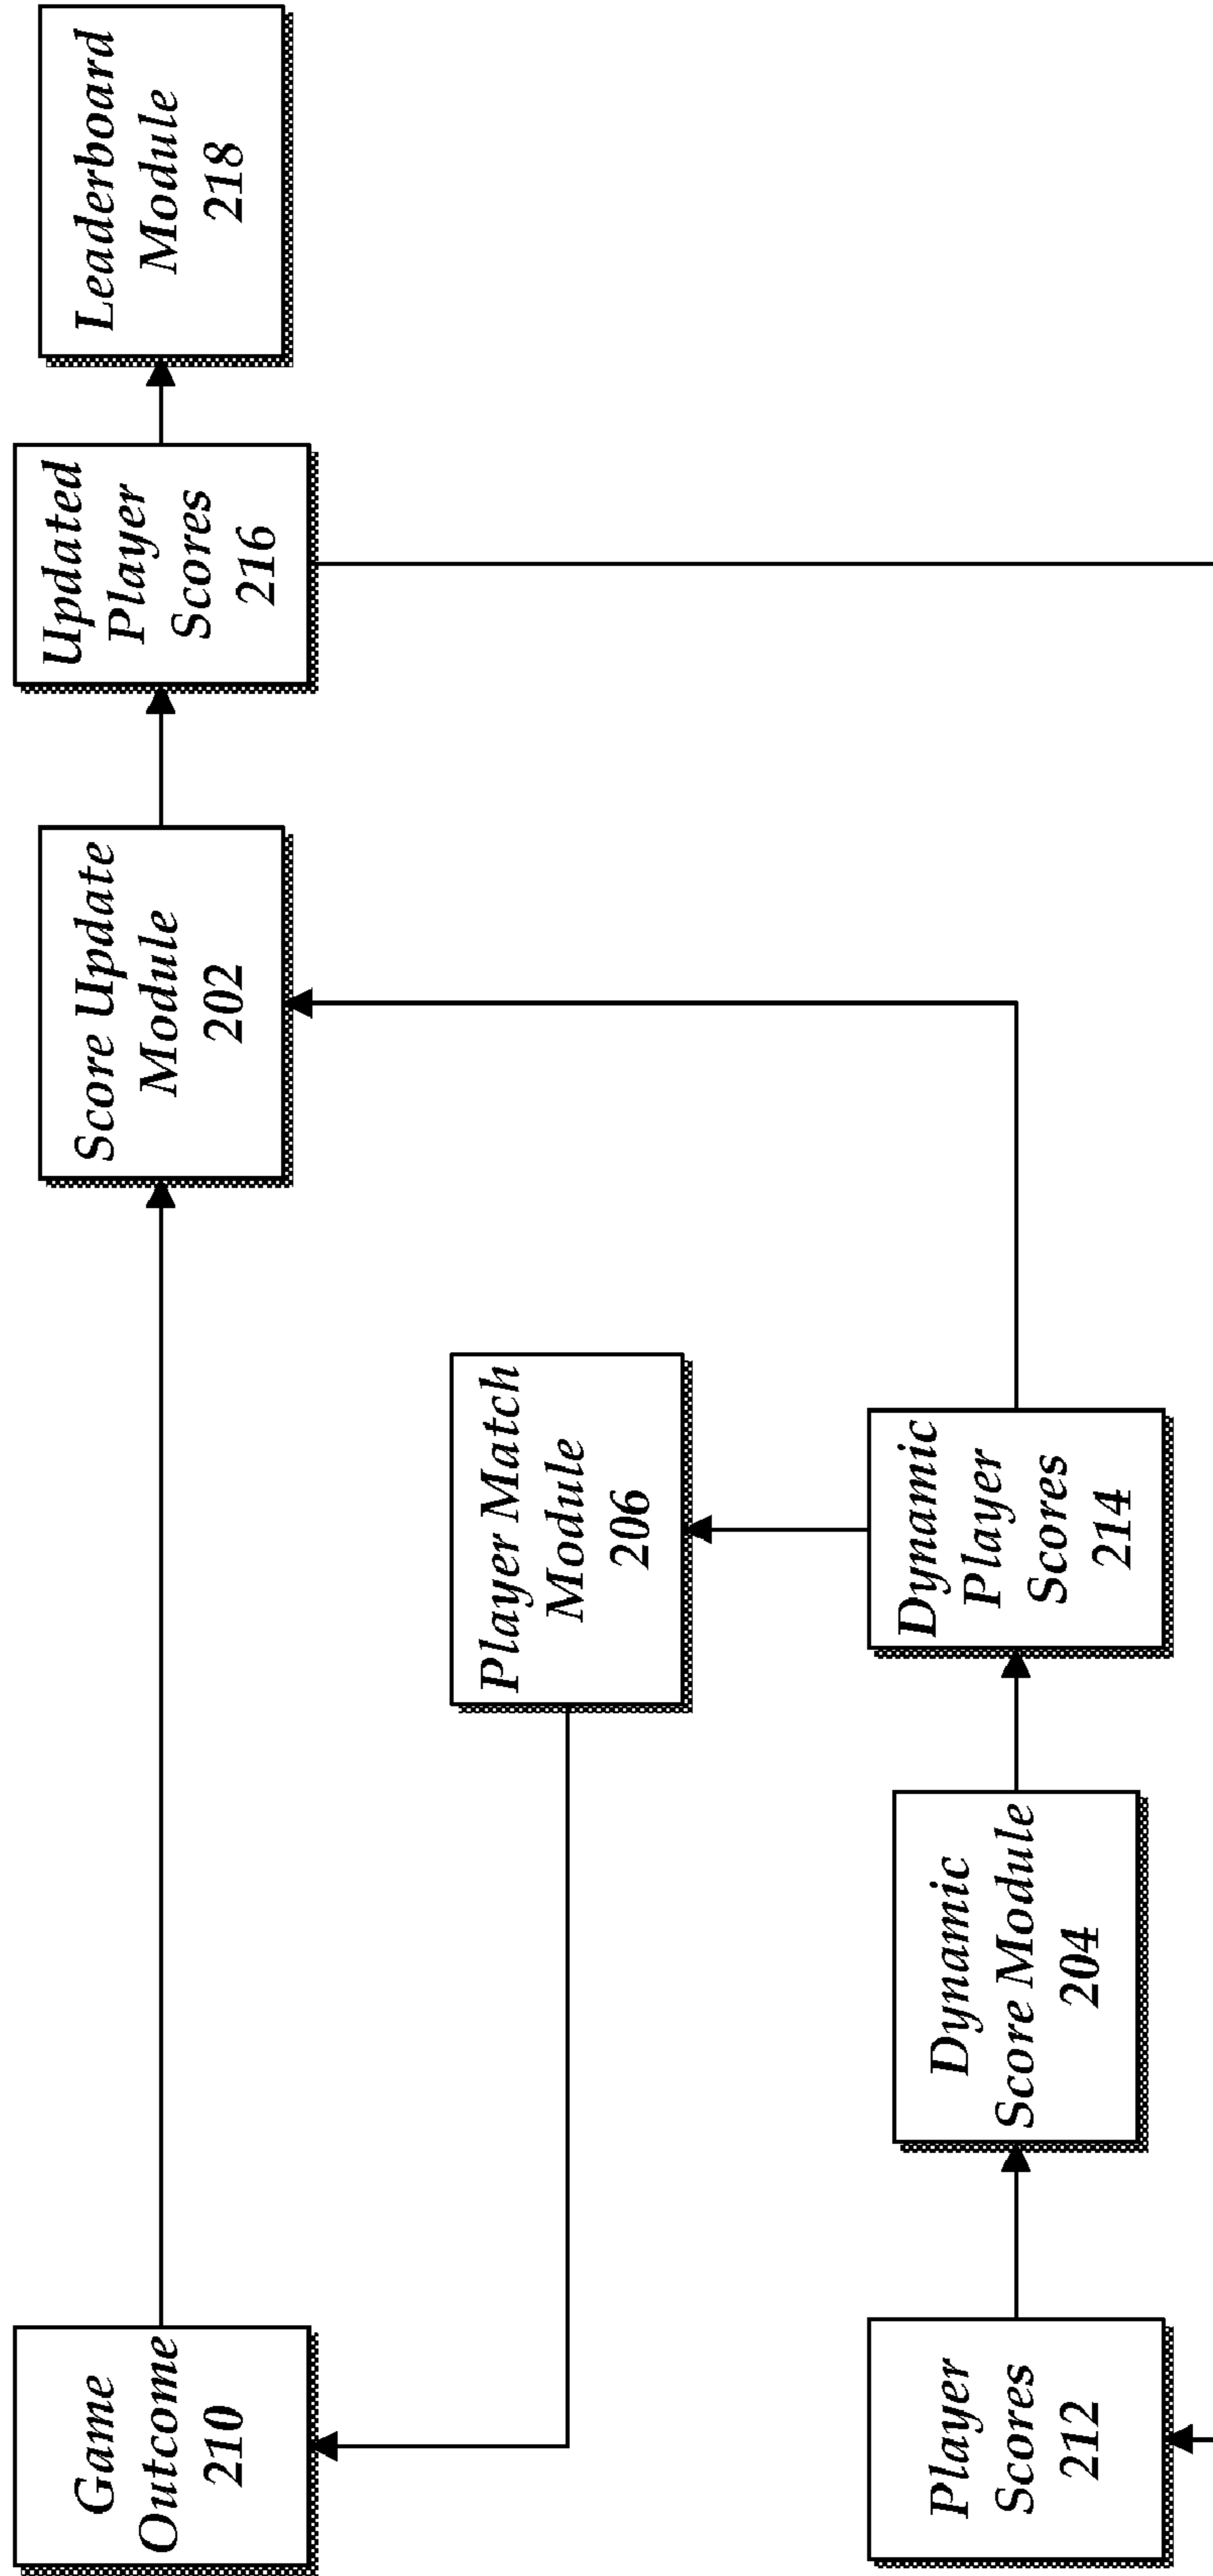 Game
Outcome
210
Score Update
Module
202
Updated
Player
Scores
216
Leaderboard
Module
218
Player Match
Module
206
Player
Scores
212
Dynamic
Score Module
204
Dynamic
Player
Scores
214